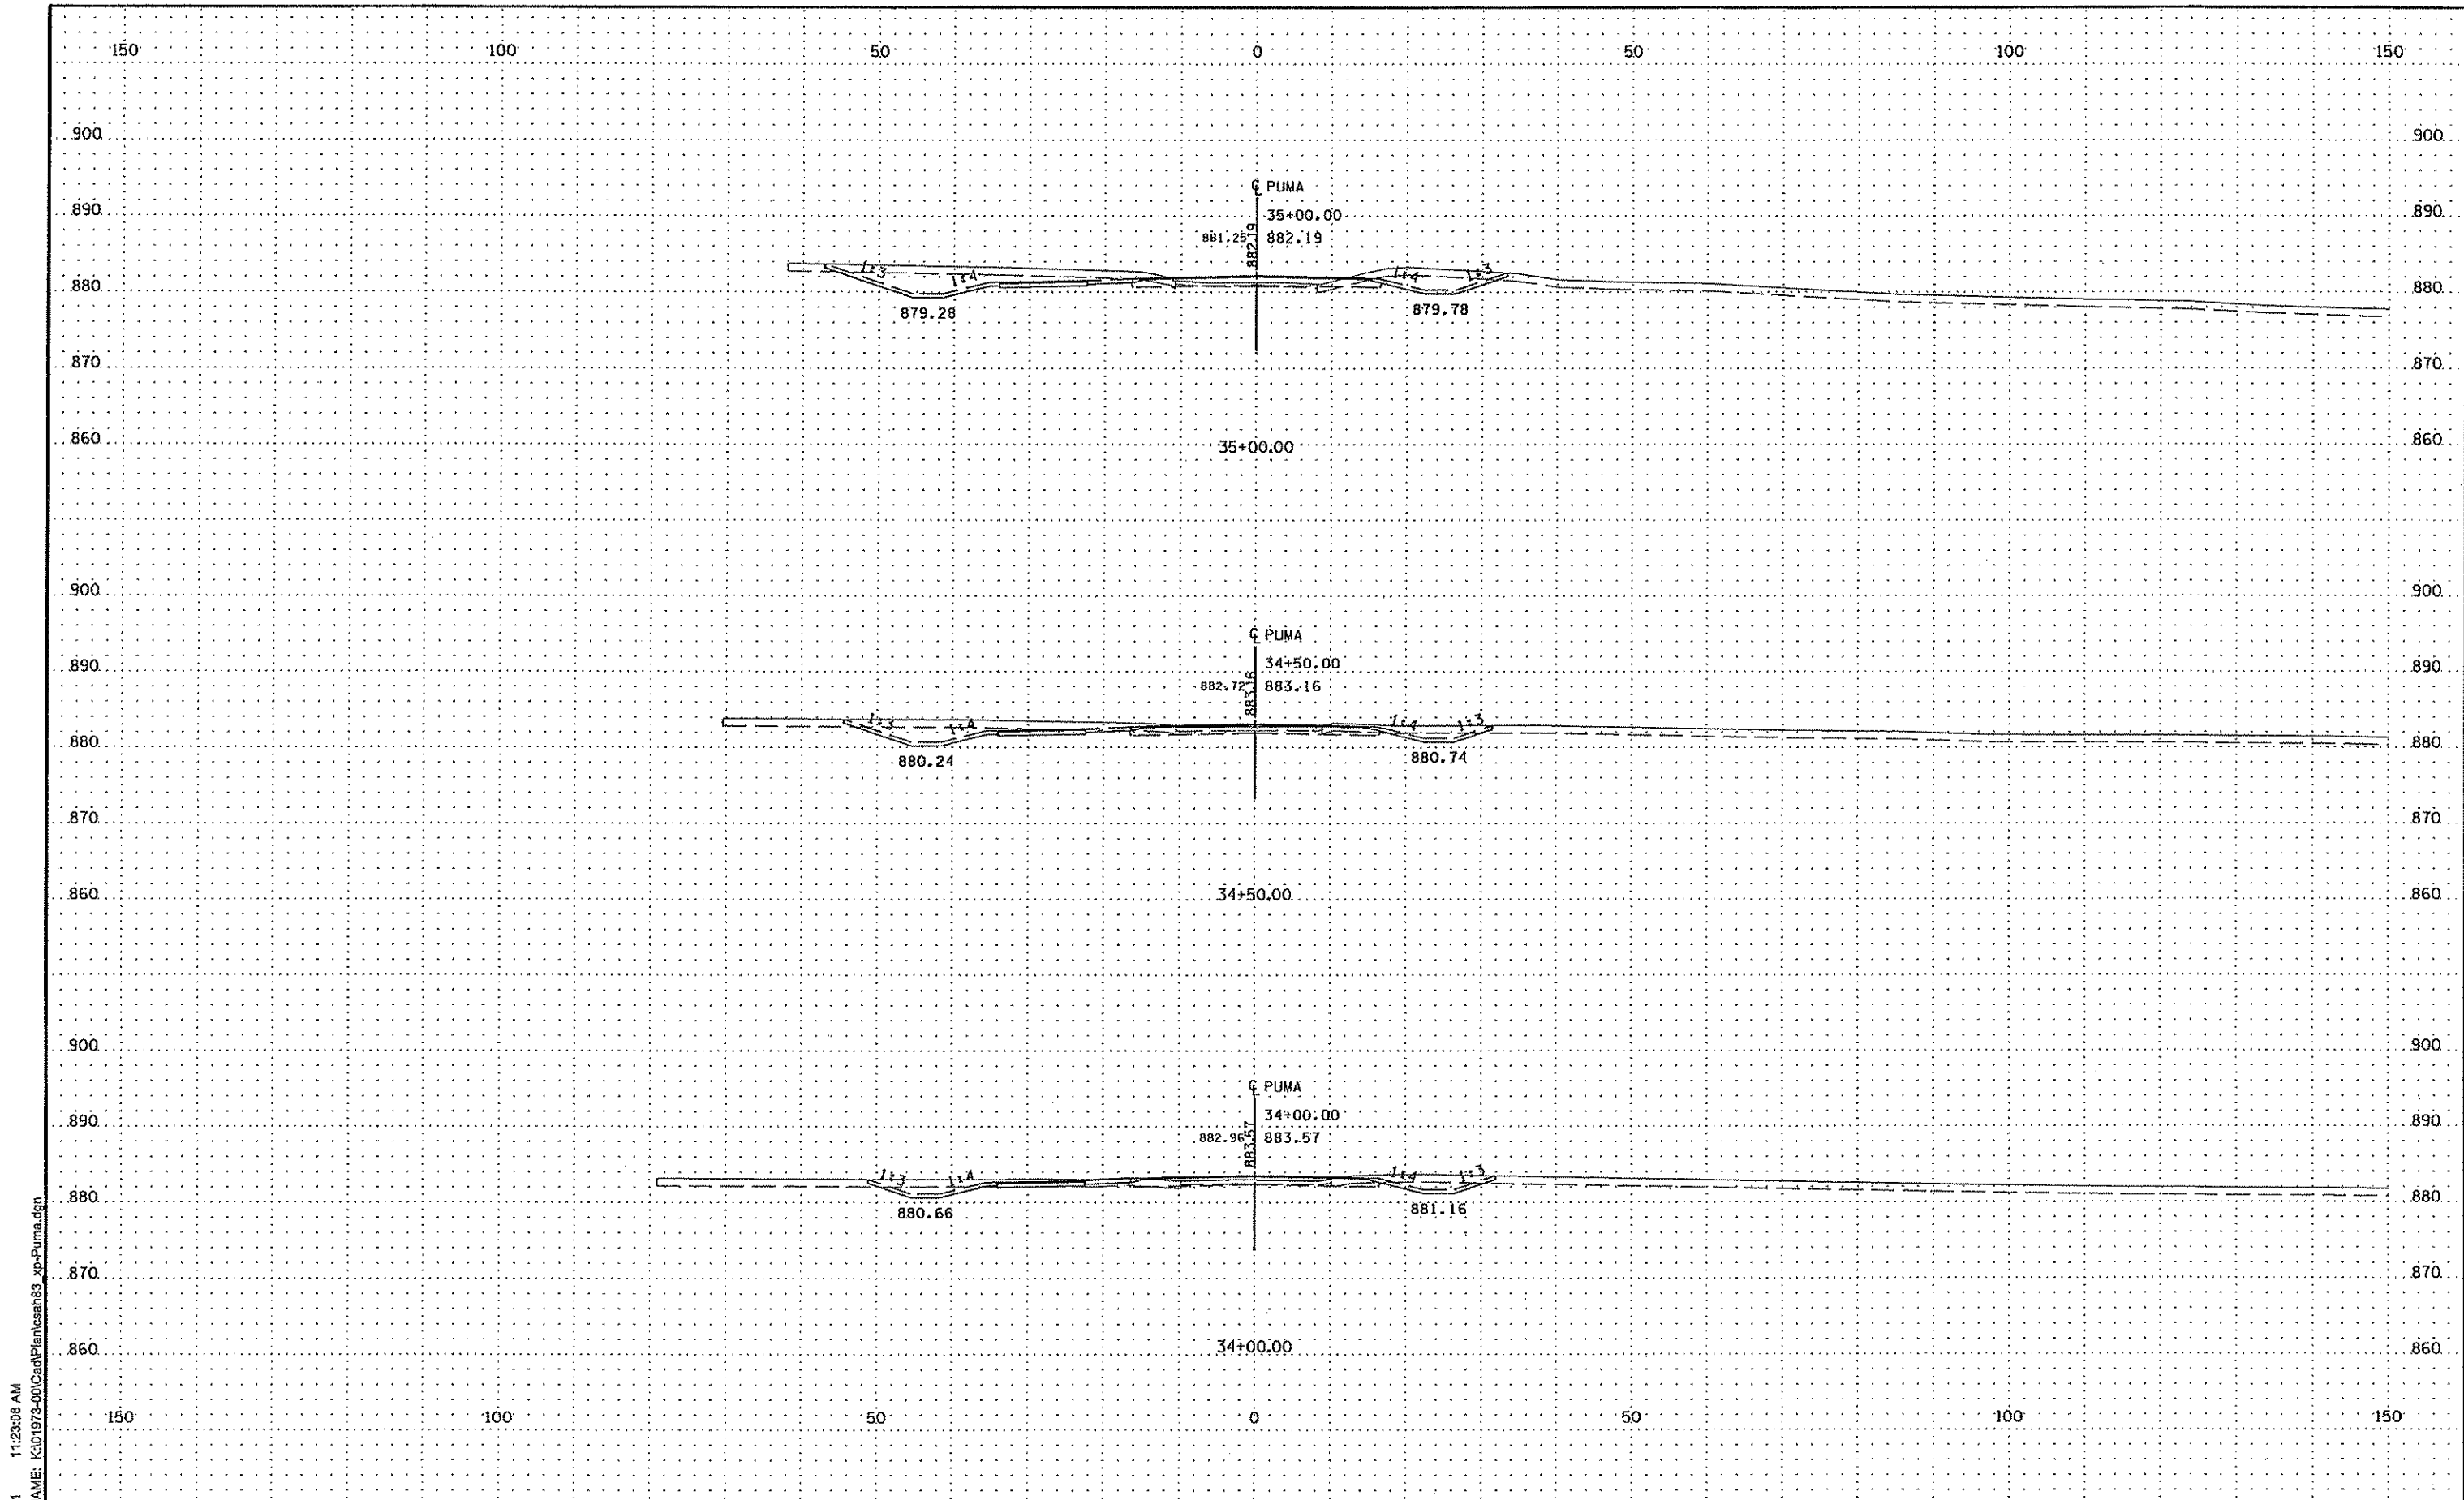 150 100 50 0 50 100 150
900 900
℄ PUMA
890 35+00.00 890
881.25 882.19 882.19
1:3 1:4 1:4 1:3
880 880
879.28 879.78
870 870
860 35+00.00 860
900 900
℄ PUMA
890 34+50.00 890
882.72 883.16 883.16
1:3 1:4 1:4 1:3
880 880
880.24 880.74
870 870
860 34+50.00 860
900 900
℄ PUMA
890 34+00.00 890
882.96 883.57 883.57
1:3 1:4 1:4 1:3
880 880
880.66 881.16
870 870
860 34+00.00 860
150 100 50 0 50 100 150
1 11:23:08 AM
AME: K:\01973-00\Cad\Plan\csah83_xp-Puma.dgn